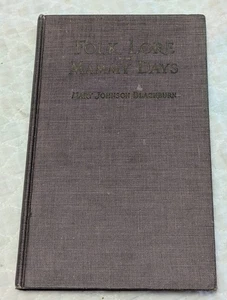 FOLK LORE
MAMMY DAYS
MARY JOHNSON BLACKBURN